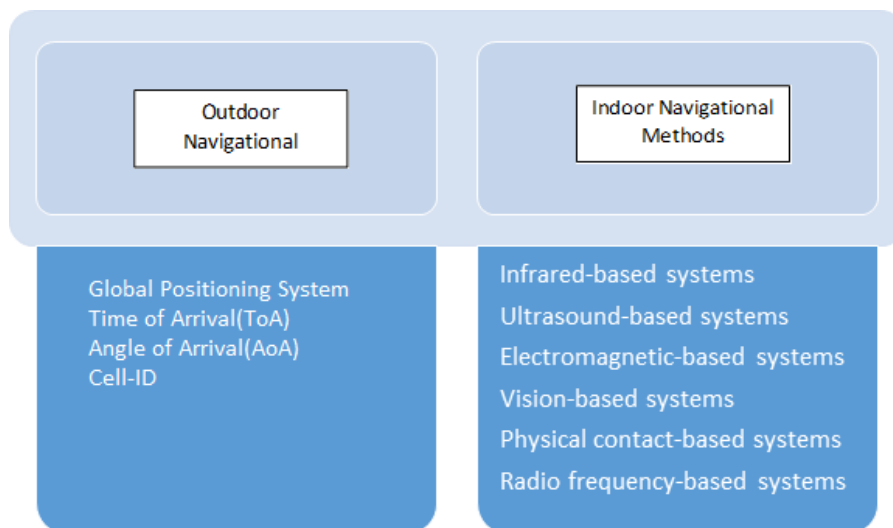 Outdoor
Navigational
Indoor Navigational
Methods
Global Positioning System
Time of Arrival(ToA)
Angle of Arrival(AoA)
Cell-ID
Infrared-based systems
Ultrasound-based systems
Electromagnetic-based systems
Vision-based systems
Physical contact-based systems
Radio frequency-based systems